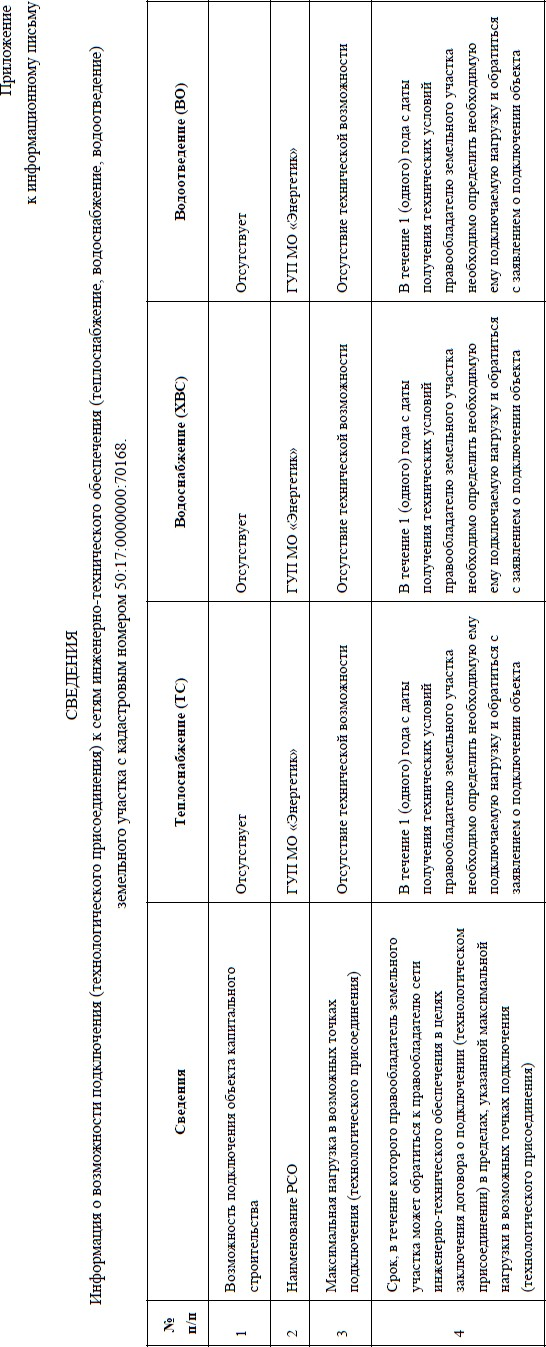 Приложение
к информационному письму
СВЕДЕНИЯ
Информация о возможности подключения (технологического присоединения) к сетям инженерно-технического обеспечения (теплоснабжение, водоснабжение, водоотведение)
земельного участка с кадастровым номером 50:17:0000000:70168.
№
п/п
Сведения
Теплоснабжение (ТС)
Водоснабжение (ХВС)
Водоотведение (ВО)
1
Возможность подключения объекта капитального
строительства
Отсутствует
Отсутствует
Отсутствует
2
Наименование РСО
ГУП МО «Энергетик»
ГУП МО «Энергетик»
ГУП МО «Энергетик»
3
Максимальная нагрузка в возможных точках
подключения (технологического присоединения)
Отсутствие технической возможности
Отсутствие технической возможности
Отсутствие технической возможности
4
Срок, в течение которого правообладатель земельного
участка может обратиться к правообладателю сети
инженерно-технического обеспечения в целях
заключения договора о подключении (технологическом
присоединении) в пределах, указанной максимальной
нагрузки в возможных точках подключения
(технологического присоединения)
В течение 1 (одного) года с даты
получения технических условий
правообладателю земельного участка
необходимо определить необходимую ему
подключаемую нагрузку и обратиться с
заявлением о подключении объекта
В течение 1 (одного) года с даты
получения технических условий
правообладателю земельного участка
необходимо определить необходимую
ему подключаемую нагрузку и обратиться
с заявлением о подключении объекта
В течение 1 (одного) года с даты
получения технических условий
правообладателю земельного участка
необходимо определить необходимую
ему подключаемую нагрузку и обратиться
с заявлением о подключении объекта